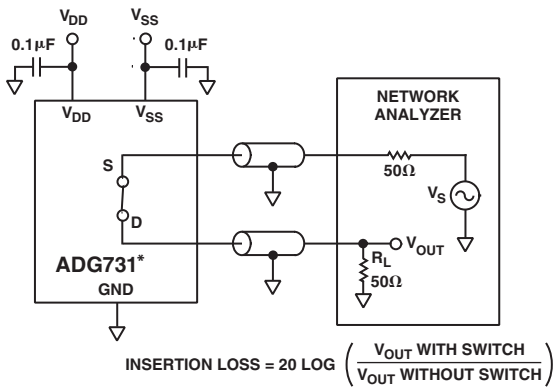 VDD
VSS
0.1µF
0.1µF
VDD
VSS
NETWORK
ANALYZER
S
50Ω
VS
D
VOUT
RL
50Ω
ADG731*
GND
INSERTION LOSS = 20 LOG ( VOUT WITH SWITCH
VOUT WITHOUT SWITCH )